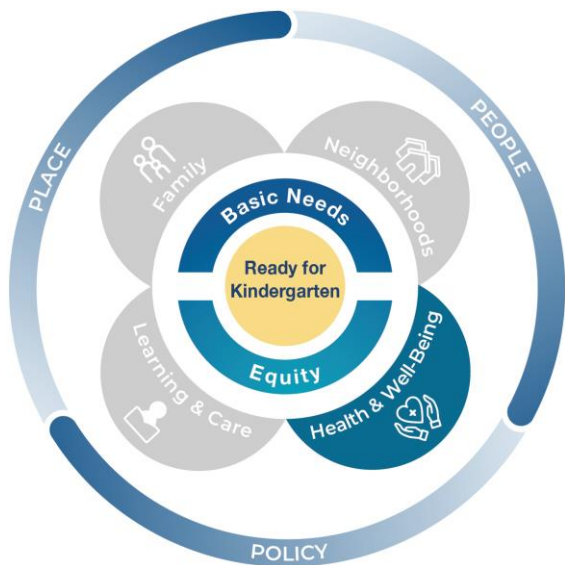 PLACE
PEOPLE
Family
Neighborhoods
Basic Needs
Ready for
Kindergarten
Equity
Learning & Care
Health & Well-Being
POLICY